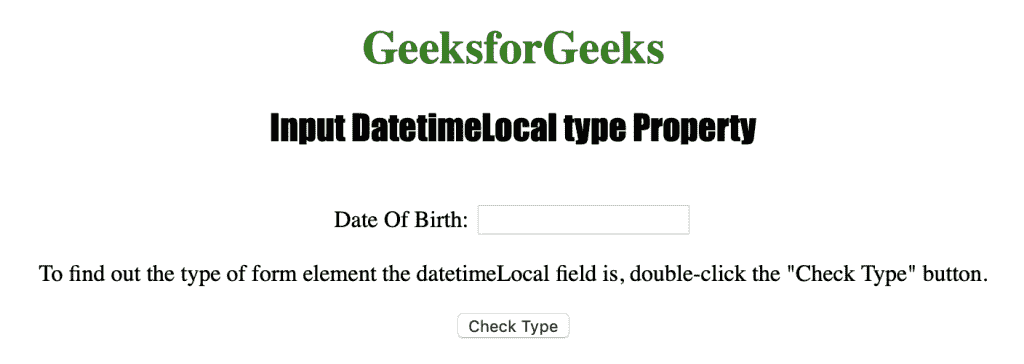 GeeksforGeeks
Input DatetimeLocal type Property
Date Of Birth:
To find out the type of form element the datetimeLocal field is, double-click the "Check Type" button.
Check Type